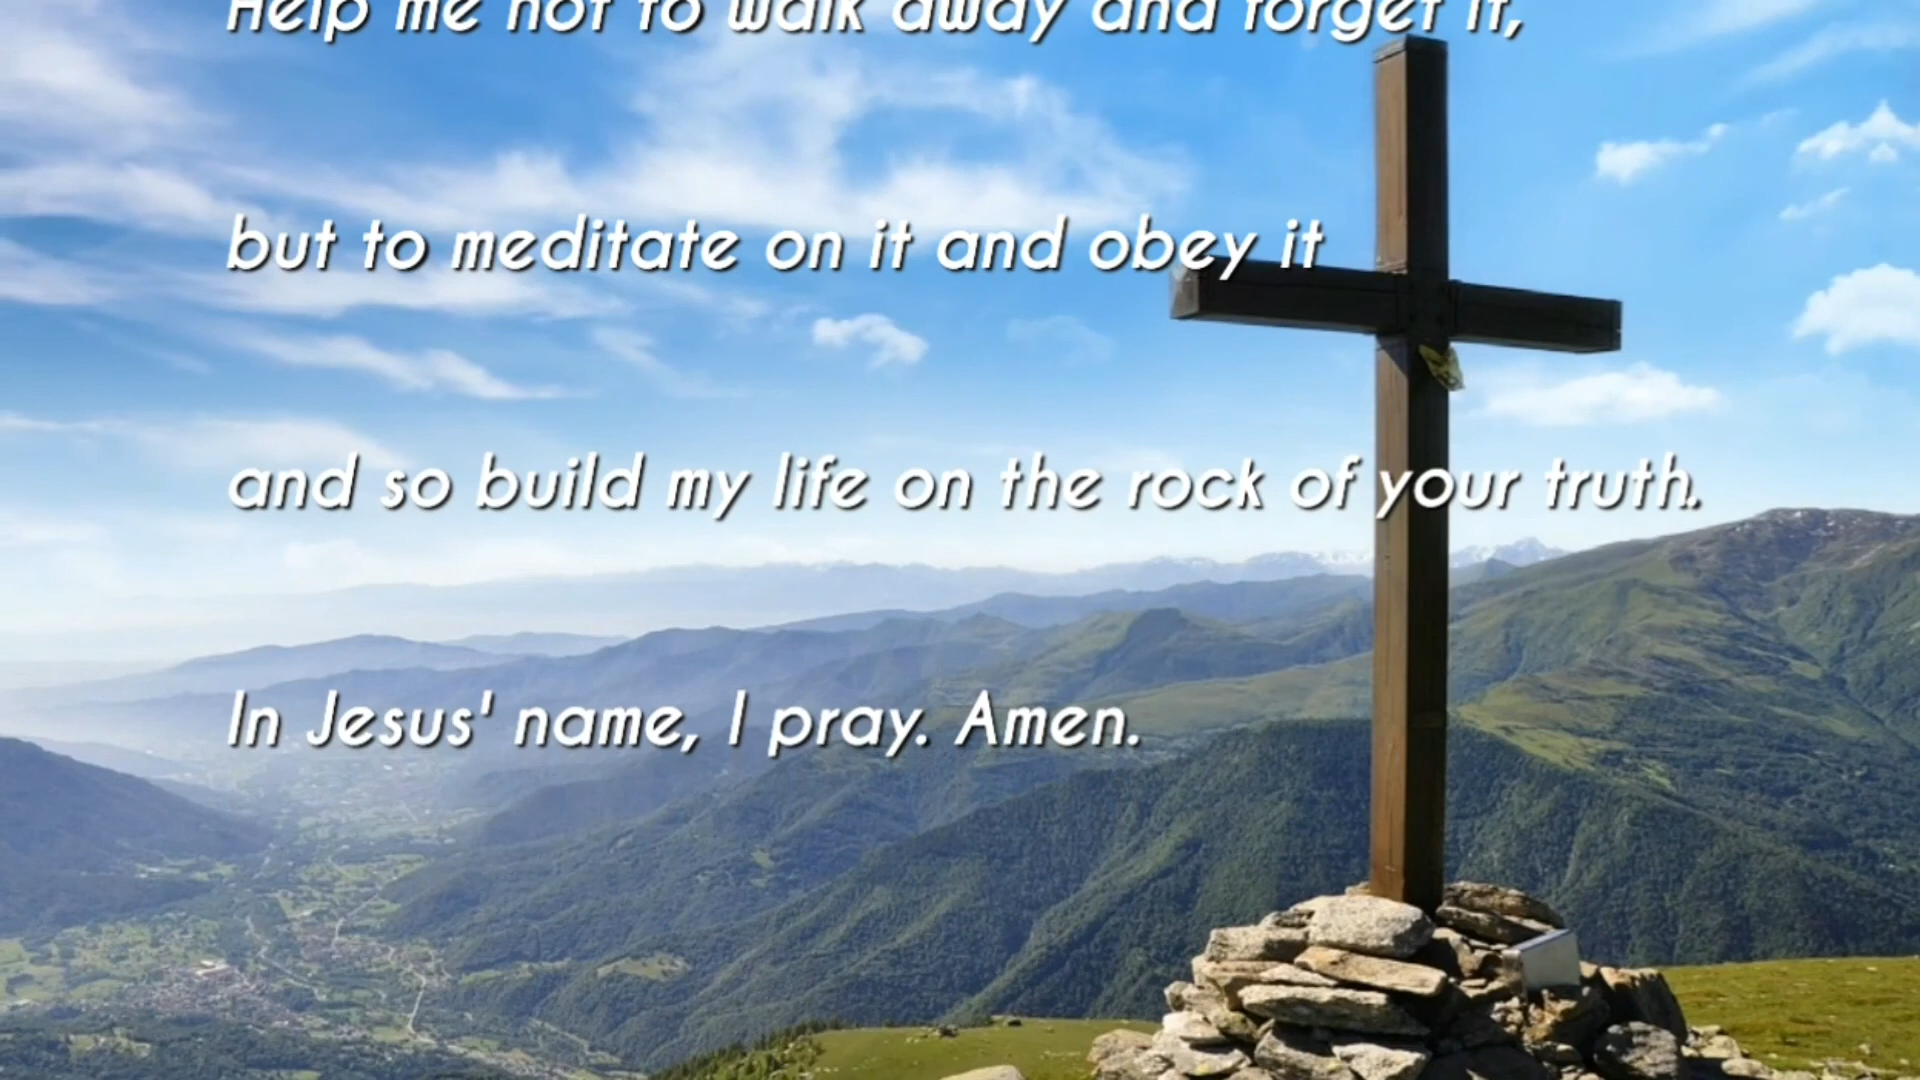 Help me not to walk away and forget it,
but to meditate on it and obey it
and so build my life on the rock of your truth.
In Jesus' name, I pray. Amen.